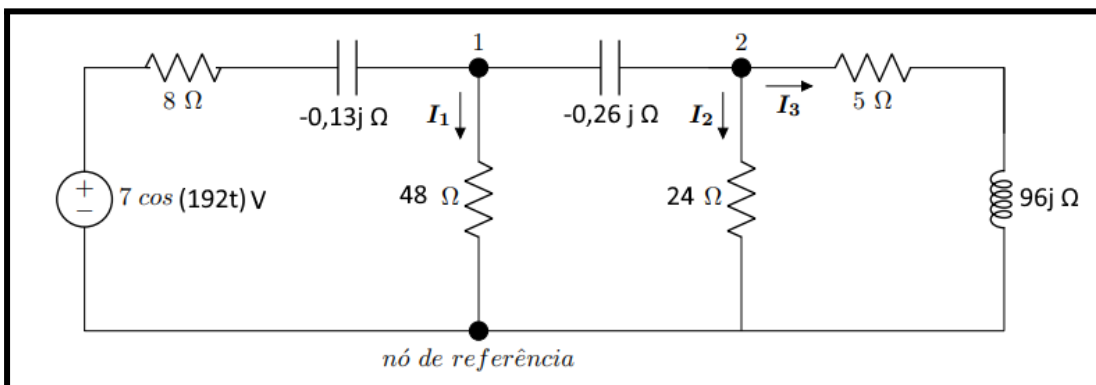 1
2
8 Ω
-0,13j Ω
I₁
-0,26 j Ω
I₂
I₃
5 Ω
+
−
7 cos (192t) V
48 Ω
24 Ω
96j Ω
nó de referência